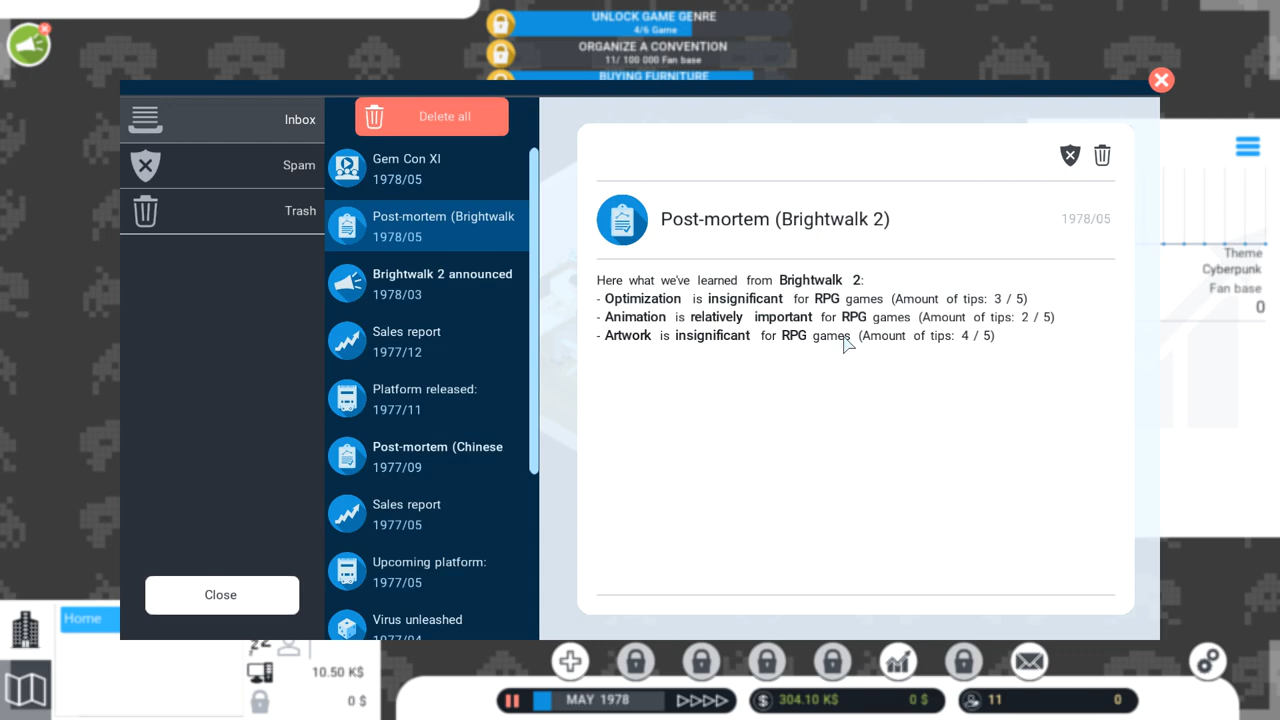 UNLOCK GAME GENRE
4/6 Game
ORGANIZE A CONVENTION
11/ 100 000 Fan base
BUYING FURNITURE
Inbox
Spam
Trash
Close
Delete all
Gem Con XI
1978/05
Post-mortem (Brightwalk
1978/05
Brightwalk 2 announced
1978/03
Sales report
1977/12
Platform released:
1977/11
Post-mortem (Chinese
1977/09
Sales report
1977/05
Upcoming platform:
1977/05
Virus unleashed
1977/04
Post-mortem (Brightwalk 2)
1978/05
Here what we've learned from Brightwalk 2:
- Optimization is insignificant for RPG games (Amount of tips: 3 / 5)
- Animation is relatively important for RPG games (Amount of tips: 2 / 5)
- Artwork is insignificant for RPG games (Amount of tips: 4 / 5)
Theme
Cyberpunk
Fan base
0
Home
zz
10.50 K$
0 $
MAY 1978
304.10 K$
0 $
11
0